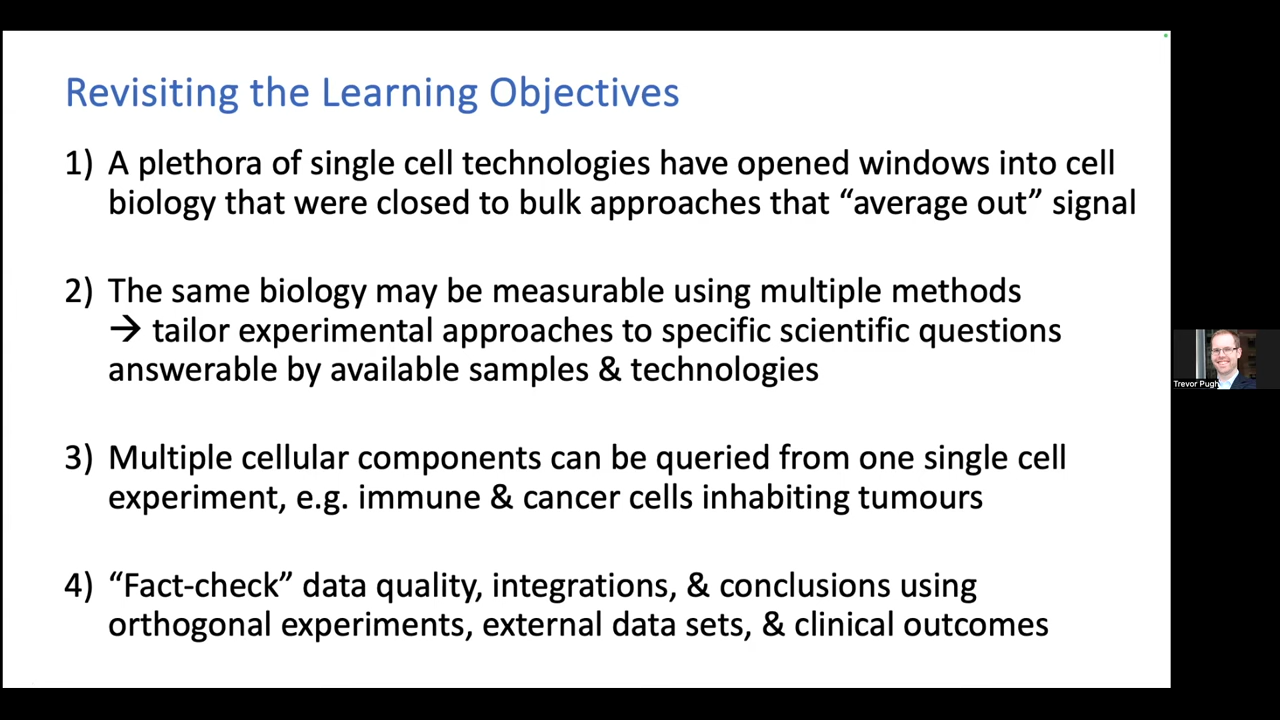 Revisiting the Learning Objectives
1) A plethora of single cell technologies have opened windows into cell
biology that were closed to bulk approaches that “average out” signal
2) The same biology may be measurable using multiple methods
→ tailor experimental approaches to specific scientific questions
answerable by available samples & technologies
3) Multiple cellular components can be queried from one single cell
experiment, e.g. immune & cancer cells inhabiting tumours
4) “Fact-check” data quality, integrations, & conclusions using
orthogonal experiments, external data sets, & clinical outcomes
Trevor Pugh